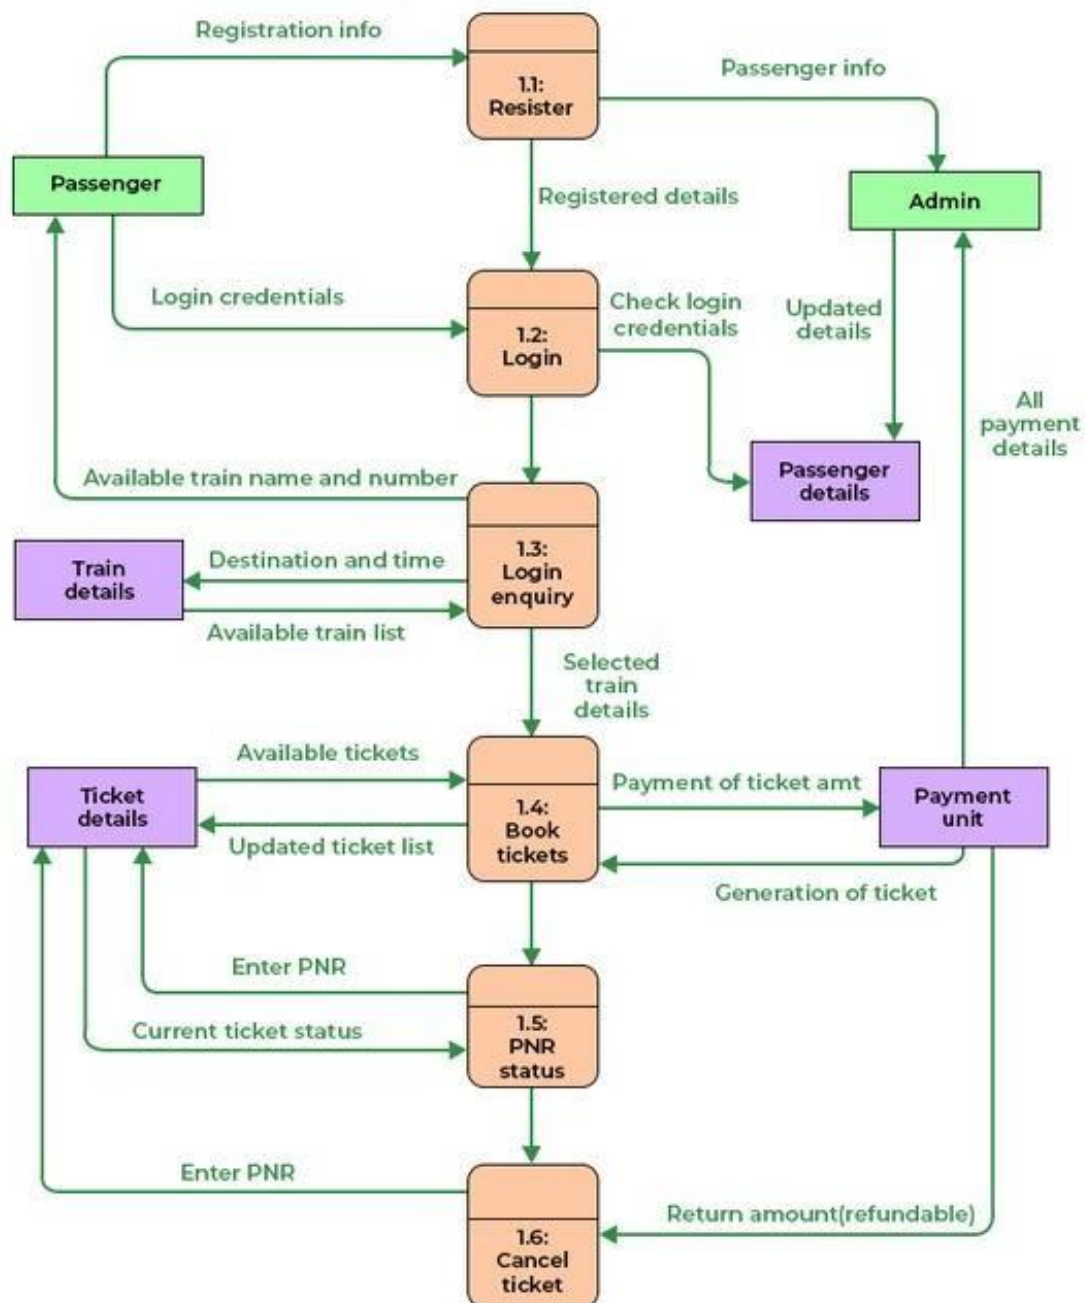 Registration info
Passenger info
1.1:
Resister
Passenger
Admin
Registered details
Login credentials
Check login
credentials
Updated
details
1.2:
Login
All
payment
details
Available train name and number
Passenger
details
Train
details
Destination and time
1.3:
Login
enquiry
Available train list
Selected
train
details
Available tickets
Payment of ticket amt
Ticket
details
1.4:
Book
tickets
Payment
unit
Updated ticket list
Generation of ticket
Enter PNR
Current ticket status
1.5:
PNR
status
Enter PNR
Return amount(refundable)
1.6:
Cancel
ticket